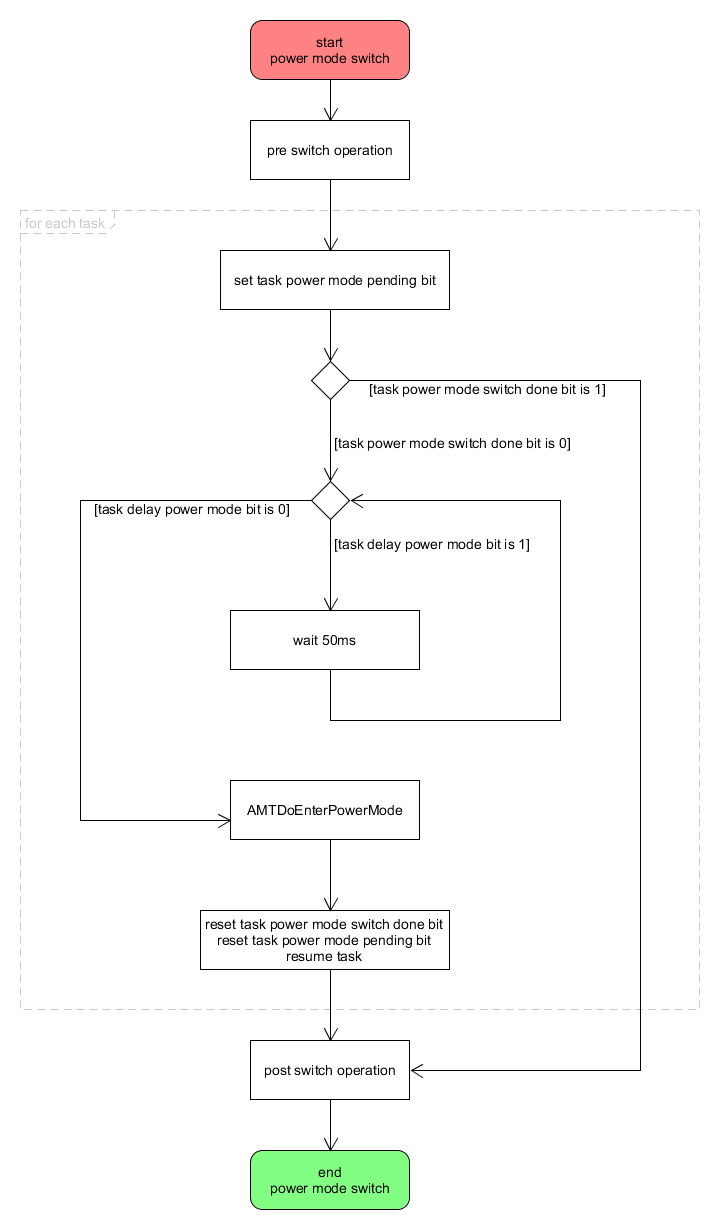 start
power mode switch
pre switch operation
for each task
set task power mode pending bit
[task power mode switch done bit is 1]
[task power mode switch done bit is 0]
[task delay power mode bit is 0]
[task delay power mode bit is 1]
wait 50ms
AMTDoEnterPowerMode
reset task power mode switch done bit
reset task power mode pending bit
resume task
post switch operation
end
power mode switch